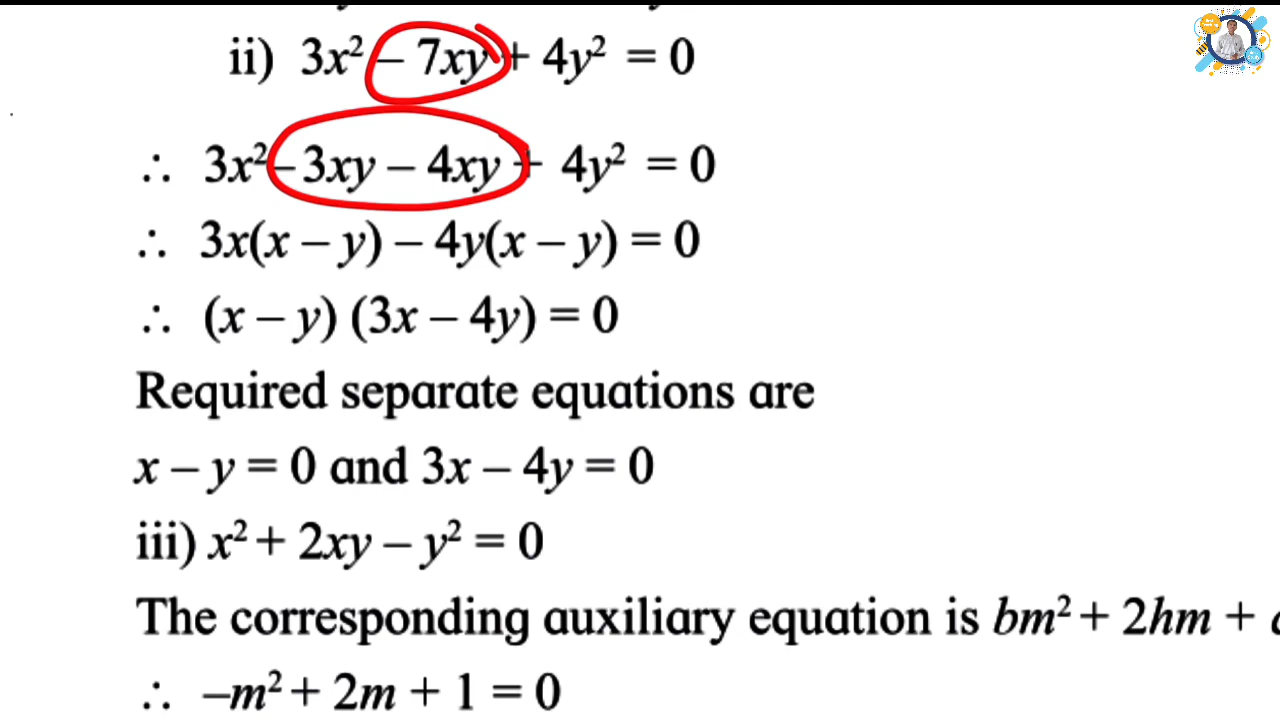 ii) 3x² – 7xy + 4y² = 0
∴ 3x² – 3xy – 4xy + 4y² = 0
∴ 3x(x – y) – 4y(x – y) = 0
∴ (x – y) (3x – 4y) = 0
Required separate equations are
x – y = 0 and 3x – 4y = 0
iii) x² + 2xy – y² = 0
The corresponding auxiliary equation is bm² + 2hm +
∴ –m² + 2m + 1 = 0